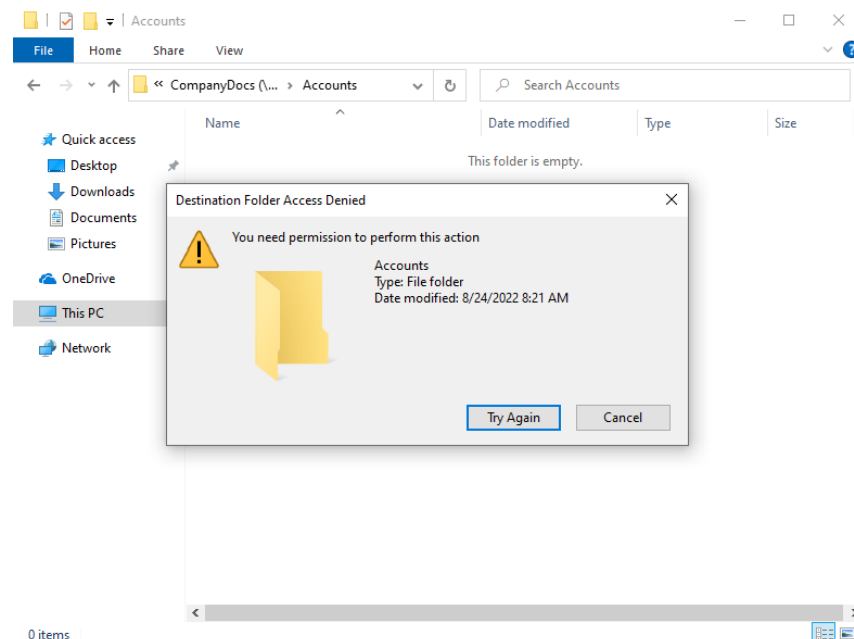 Accounts
File Home Share View
« CompanyDocs (\... › Accounts
Search Accounts
Name Date modified Type Size
This folder is empty.
Quick access
Desktop
Downloads
Documents
Pictures
OneDrive
This PC
Network
Destination Folder Access Denied
You need permission to perform this action
Accounts
Type: File folder
Date modified: 8/24/2022 8:21 AM
Try Again Cancel
0 items